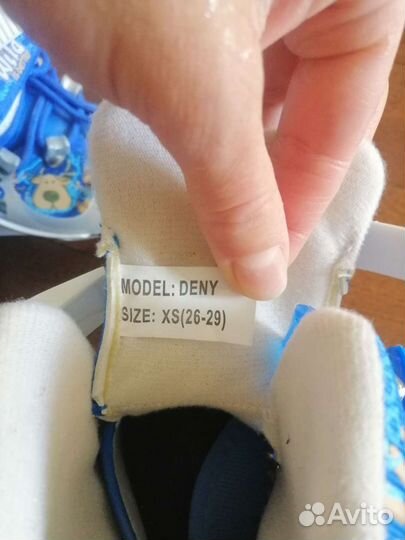 MODEL: DENY
SIZE: XS(26-29)
Avito